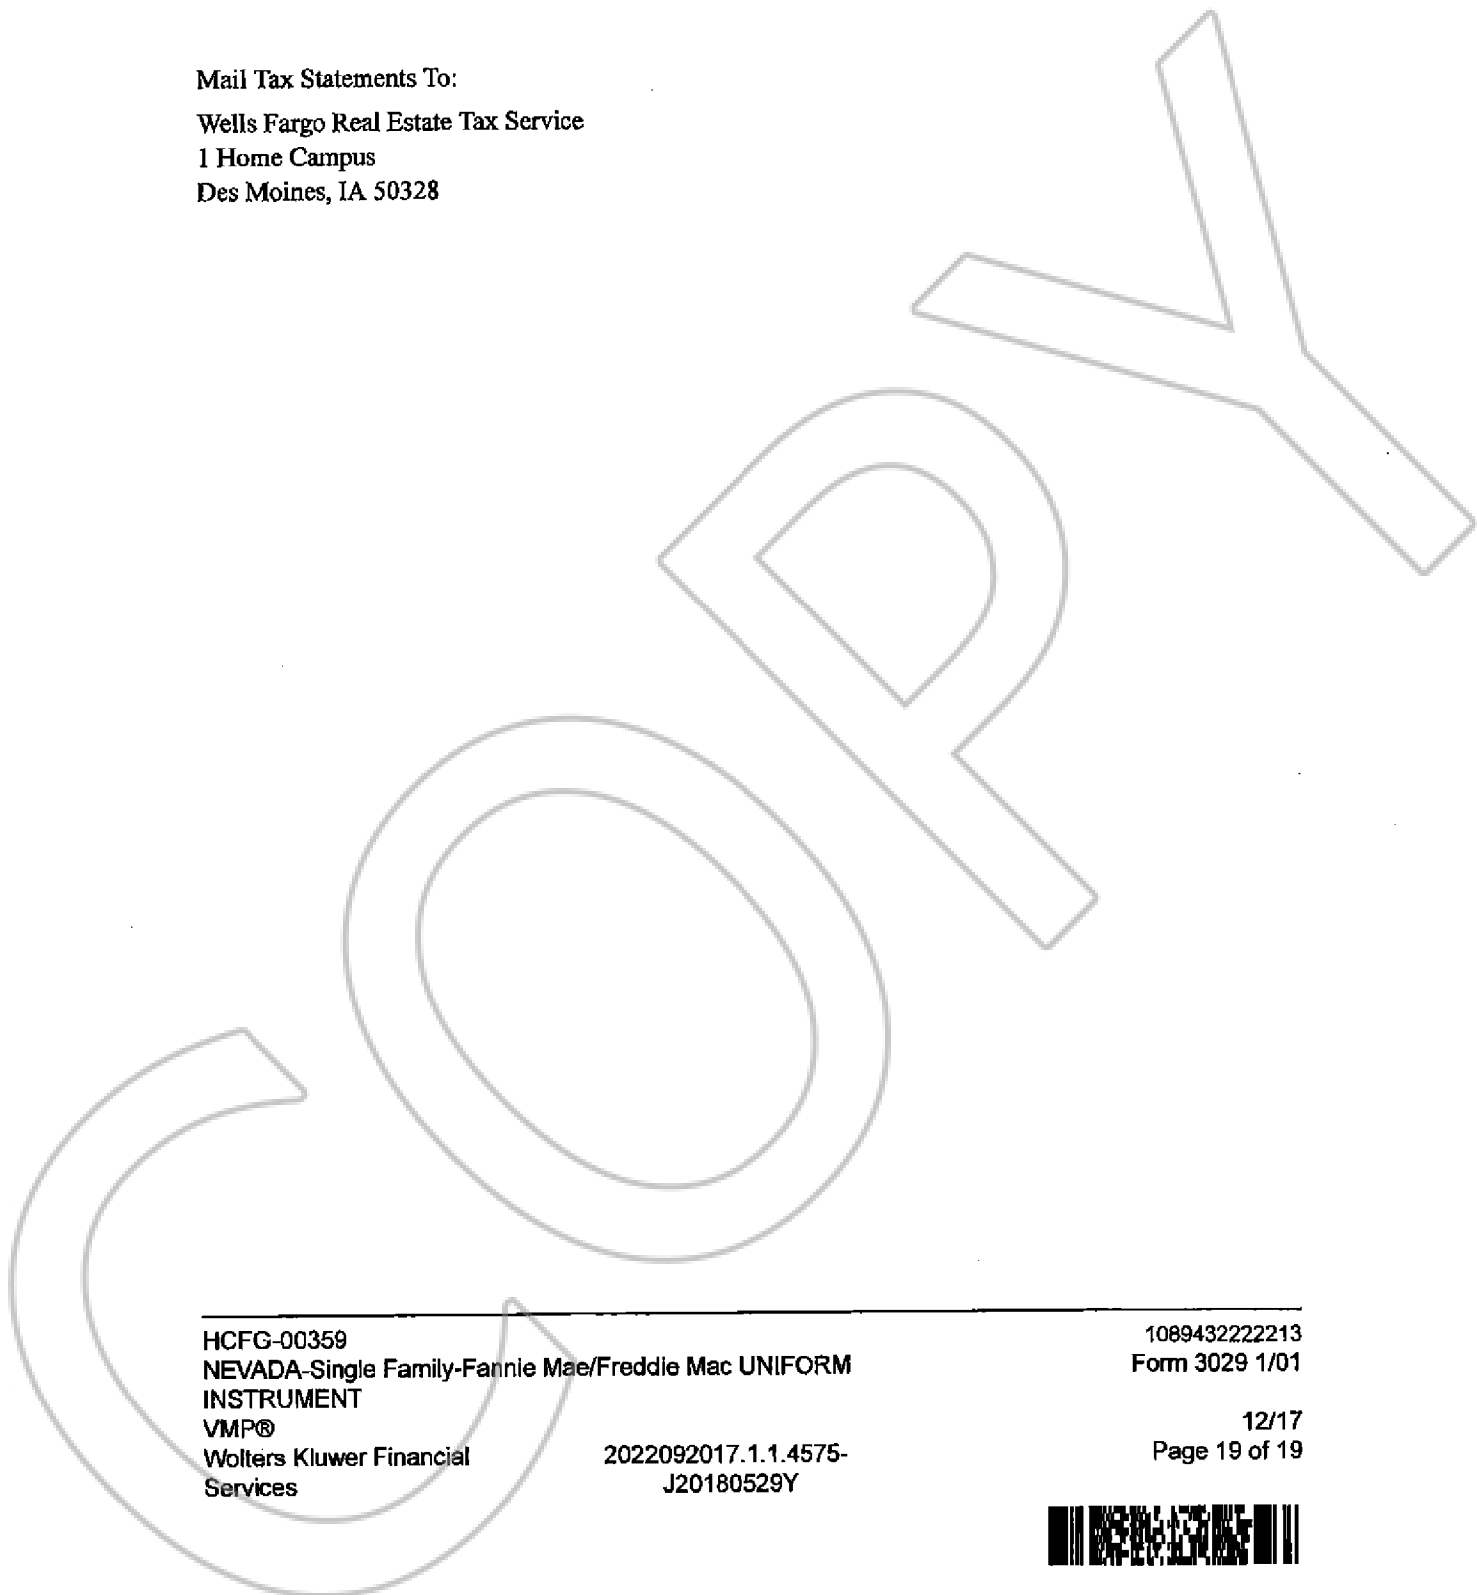 Mail Tax Statements To:
Wells Fargo Real Estate Tax Service
1 Home Campus
Des Moines, IA 50328
COPY
HCFG-00359
NEVADA-Single Family-Fannie Mae/Freddie Mac UNIFORM
INSTRUMENT
VMP®
Wolters Kluwer Financial
Services
2022092017.1.1.4575-
J20180529Y
1089432222213
Form 3029 1/01
12/17
Page 19 of 19